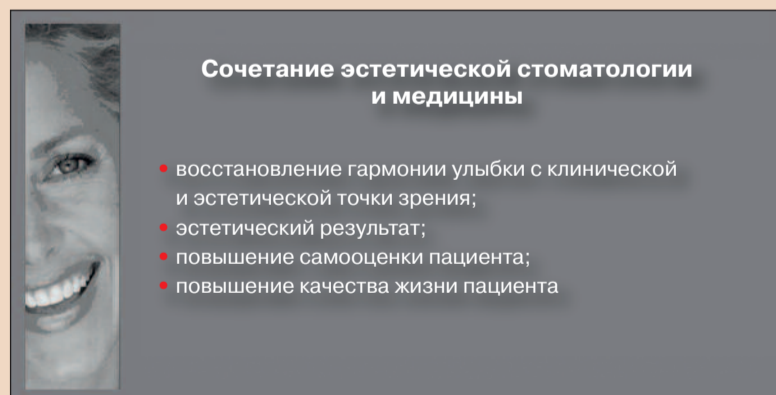 Сочетание эстетической стоматологии
и медицины
• восстановление гармонии улыбки с клинической
и эстетической точки зрения;
• эстетический результат;
• повышение самооценки пациента;
• повышение качества жизни пациента